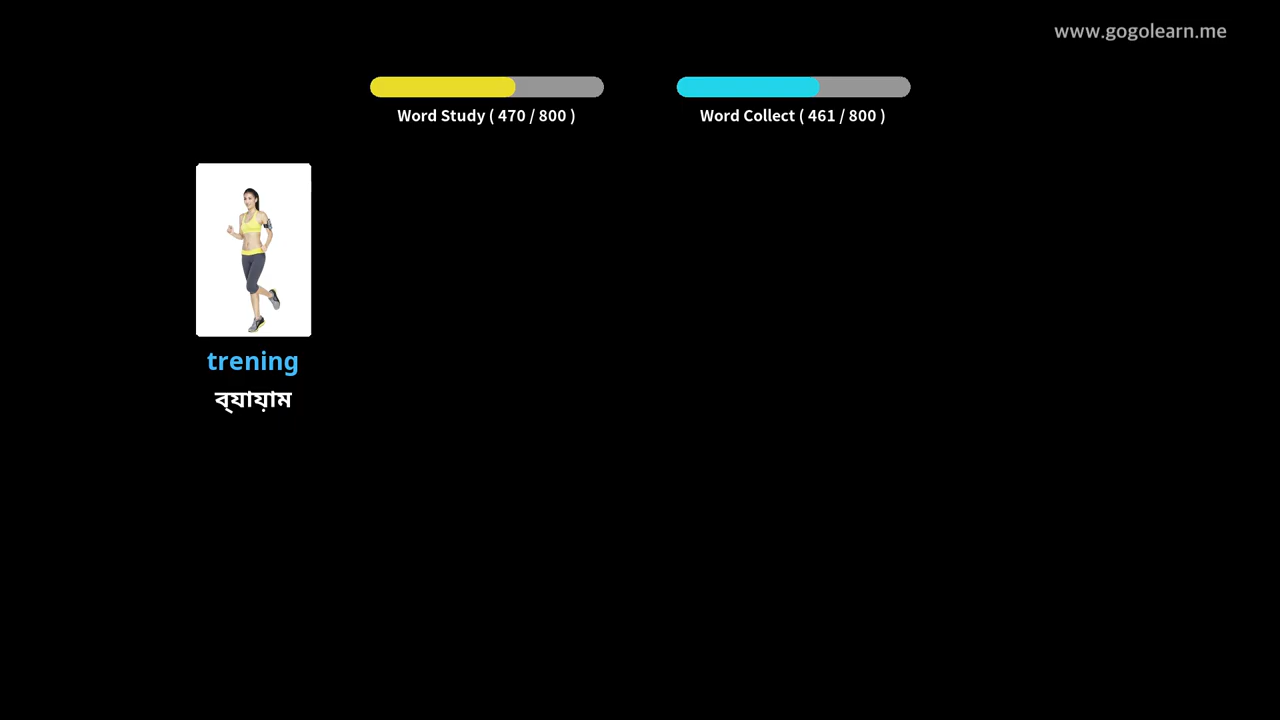 www.gogolearn.me
Word Study ( 470 / 800 )
Word Collect ( 461 / 800 )
trening
ব্যায়াম